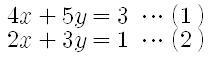 4x + 5y = 3 ⋯ (1)
2x + 3y = 1 ⋯ (2)